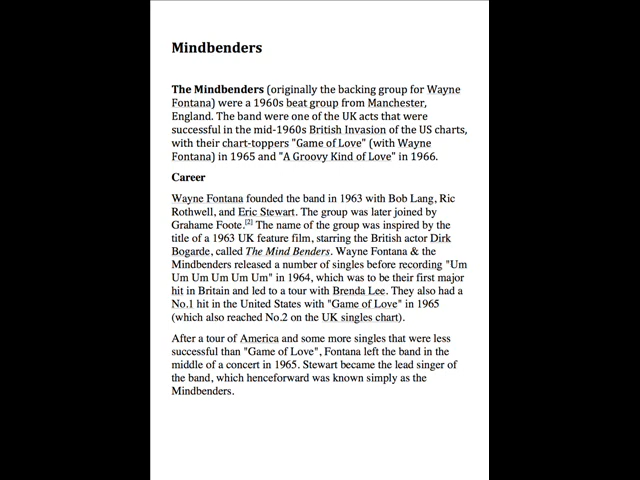 Mindbenders
The Mindbenders (originally the backing group for Wayne
Fontana) were a 1960s beat group from Manchester,
England. The band were one of the UK acts that were
successful in the mid-1960s British Invasion of the US charts,
with their chart-toppers "Game of Love" (with Wayne
Fontana) in 1965 and "A Groovy Kind of Love" in 1966.
Career
Wayne Fontana founded the band in 1963 with Bob Lang, Ric
Rothwell, and Eric Stewart. The group was later joined by
Grahame Foote.[2] The name of the group was inspired by the
title of a 1963 UK feature film, starring the British actor Dirk
Bogarde, called The Mind Benders. Wayne Fontana & the
Mindbenders released a number of singles before recording "Um
Um Um Um Um Um" in 1964, which was to be their first major
hit in Britain and led to a tour with Brenda Lee. They also had a
No.1 hit in the United States with "Game of Love" in 1965
(which also reached No.2 on the UK singles chart).
After a tour of America and some more singles that were less
successful than "Game of Love", Fontana left the band in the
middle of a concert in 1965. Stewart became the lead singer of
the band, which henceforward was known simply as the
Mindbenders.